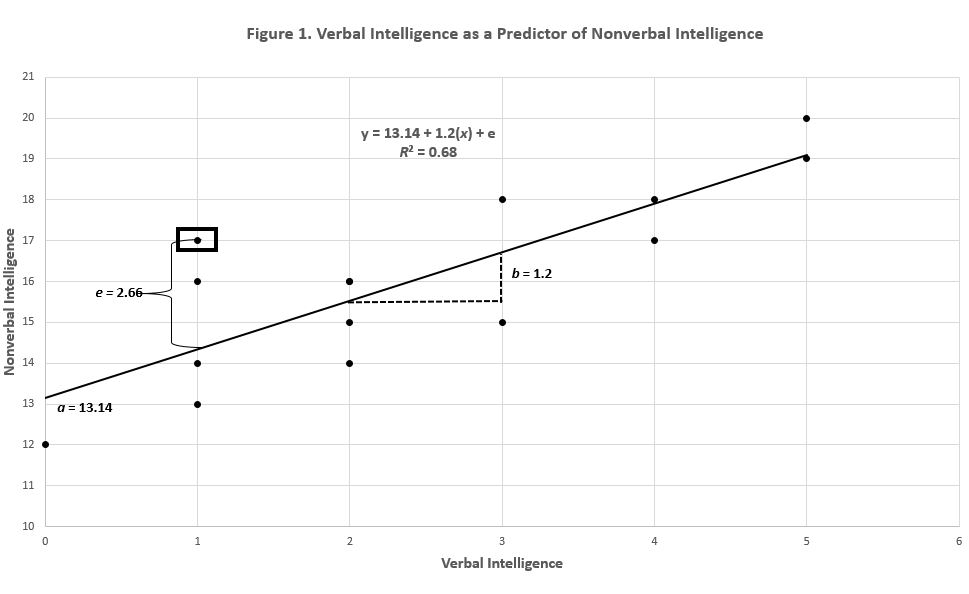 Figure 1. Verbal Intelligence as a Predictor of Nonverbal Intelligence
21
20
19
18
17
16
15
14
13
12
11
10
Nonverbal Intelligence
y = 13.14 + 1.2(x) + e
R² = 0.68
b = 1.2
e = 2.66
a = 13.14
0 1 2 3 4 5 6
Verbal Intelligence